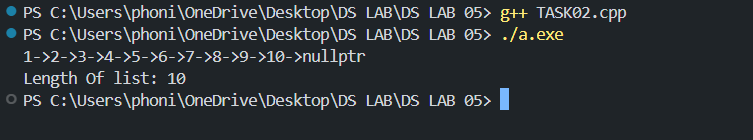 PS C:\Users\phoni\OneDrive\Desktop\DS LAB\DS LAB 05> g++ TASK02.cpp
PS C:\Users\phoni\OneDrive\Desktop\DS LAB\DS LAB 05> ./a.exe
1->2->3->4->5->6->7->8->9->10->nullptr
Length Of list: 10
PS C:\Users\phoni\OneDrive\Desktop\DS LAB\DS LAB 05>